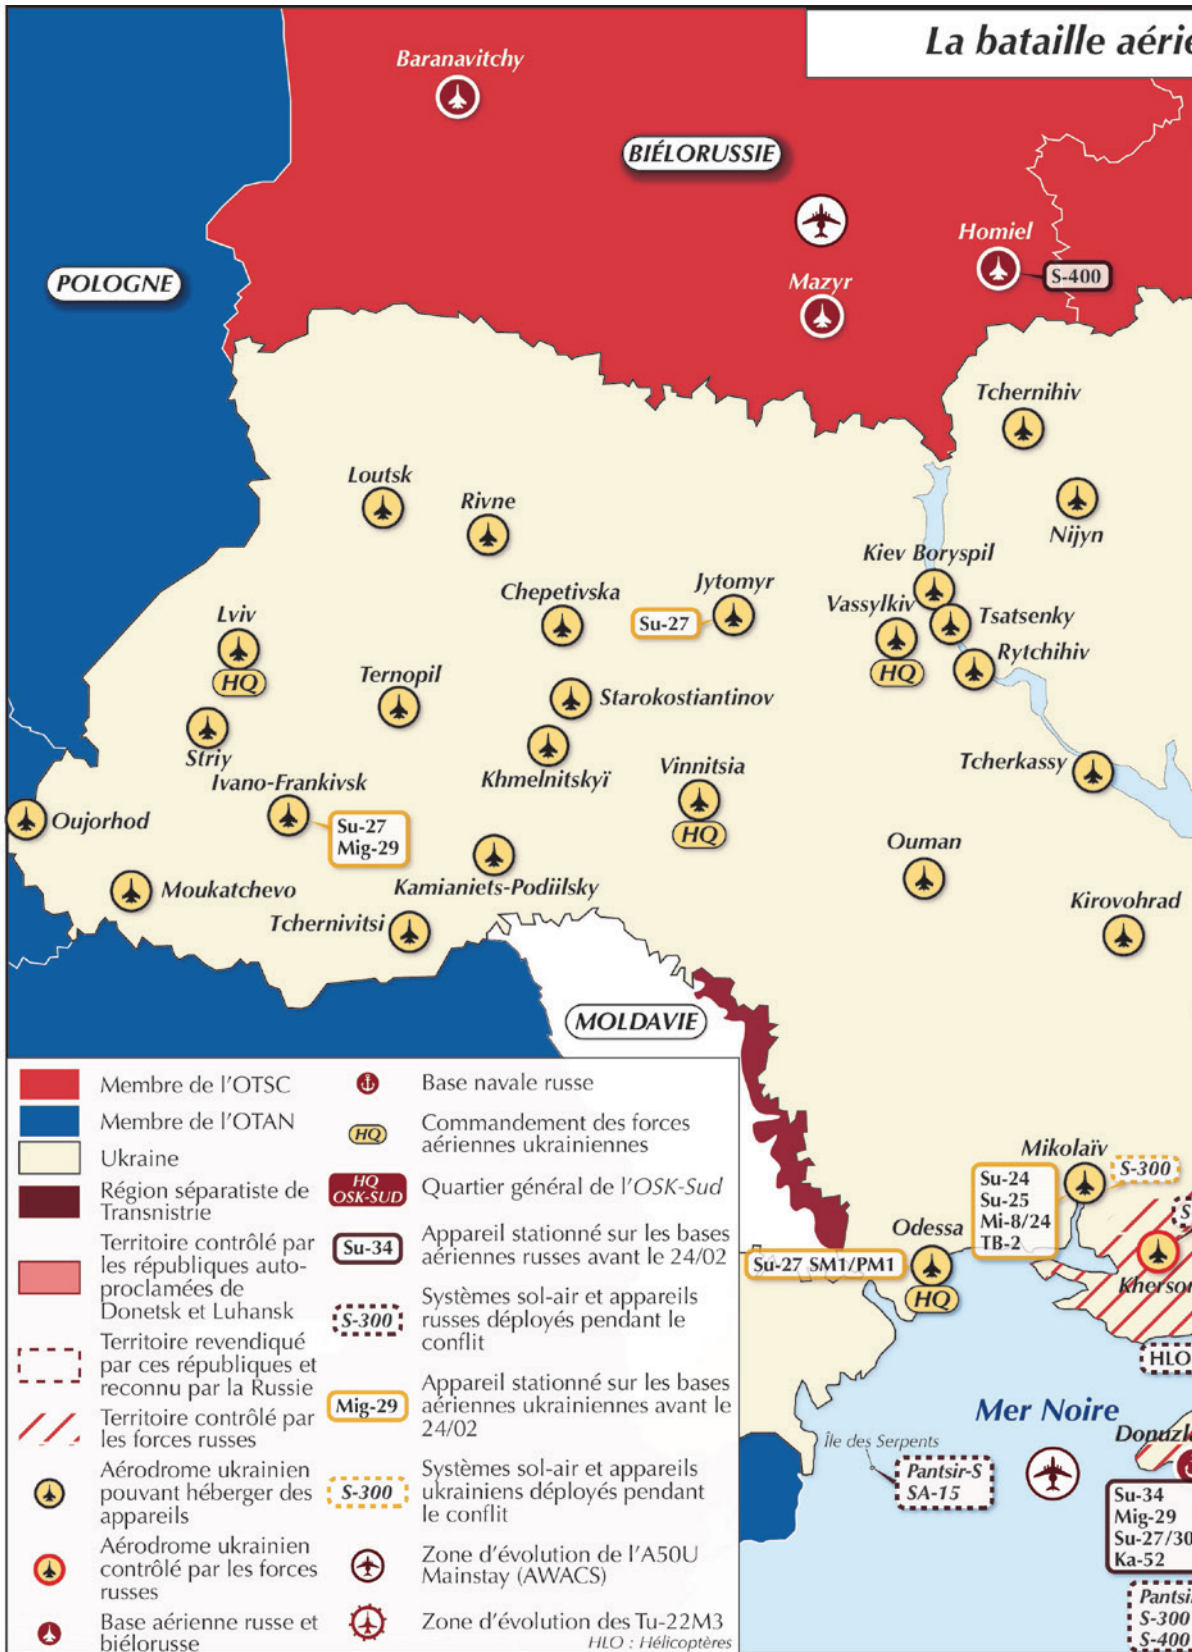 La bataille aérie
Baranavitchy
BIÉLORUSSIE
Homiel
S-400
POLOGNE
Mazyr
Tchernihiv
Loutsk
Rivne
Nijyn
Kiev Boryspil
Chepetivska
Jytomyr
Su-27
Vassylkiv
HQ
Tsatsenky
Lviv
HQ
Rytchihiv
Ternopil
Starokostiantinov
Striy
Khmelnitskyï
Vinnitsia
HQ
Tcherkassy
Ivano-Frankivsk
Su-27
Mig-29
Oujorhod
Ouman
Moukatchevo
Kamianiets-Podiilsky
Kirovohrad
Tchernivitsi
MOLDAVIE
Mikolaïv
S-300
Su-24
Su-25
Mi-8/24
TB-2
S
Odessa
HQ
Su-27 SM1/PM1
Kherson
HLO
Mer Noire
Donuzla
Île des Serpents
Pantsir-S
SA-15
Su-34
Mig-29
Su-27/30
Ka-52
Pantsir
S-300
S-400
Membre de l'OTSC
Membre de l'OTAN
Ukraine
Région séparatiste de
Transnistrie
Territoire contrôlé par
les républiques auto-
proclamées de
Donetsk et Luhansk
Territoire revendiqué
par ces républiques et
reconnu par la Russie
Territoire contrôlé par
les forces russes
Aérodrome ukrainien
pouvant héberger des
appareils
Aérodrome ukrainien
contrôlé par les forces
russes
Base aérienne russe et
biélorusse
Base navale russe
HQ
Commandement des forces
aériennes ukrainiennes
HQ
OSK-SUD
Quartier général de l'OSK-Sud
Su-34
Appareil stationné sur les bases
aériennes russes avant le 24/02
S-300
Systèmes sol-air et appareils
russes déployés pendant le
conflit
Mig-29
Appareil stationné sur les bases
aériennes ukrainiennes avant le
24/02
S-300
Systèmes sol-air et appareils
ukrainiens déployés pendant
le conflit
Zone d'évolution de l'A50U
Mainstay (AWACS)
Zone d'évolution des Tu-22M3
HLO : Hélicoptères